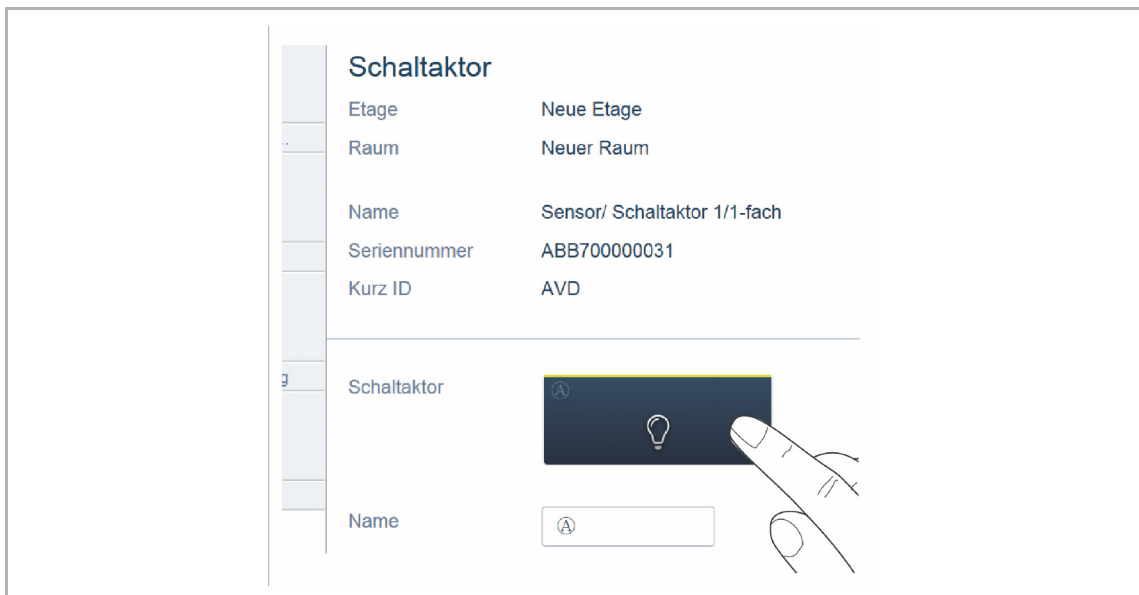 Schaltaktor
Etage Neue Etage
..
Raum Neuer Raum
Name Sensor/ Schaltaktor 1/1-fach
Seriennummer ABB700000031
Kurz ID AVD
g
Schaltaktor Ⓐ
Name Ⓐ